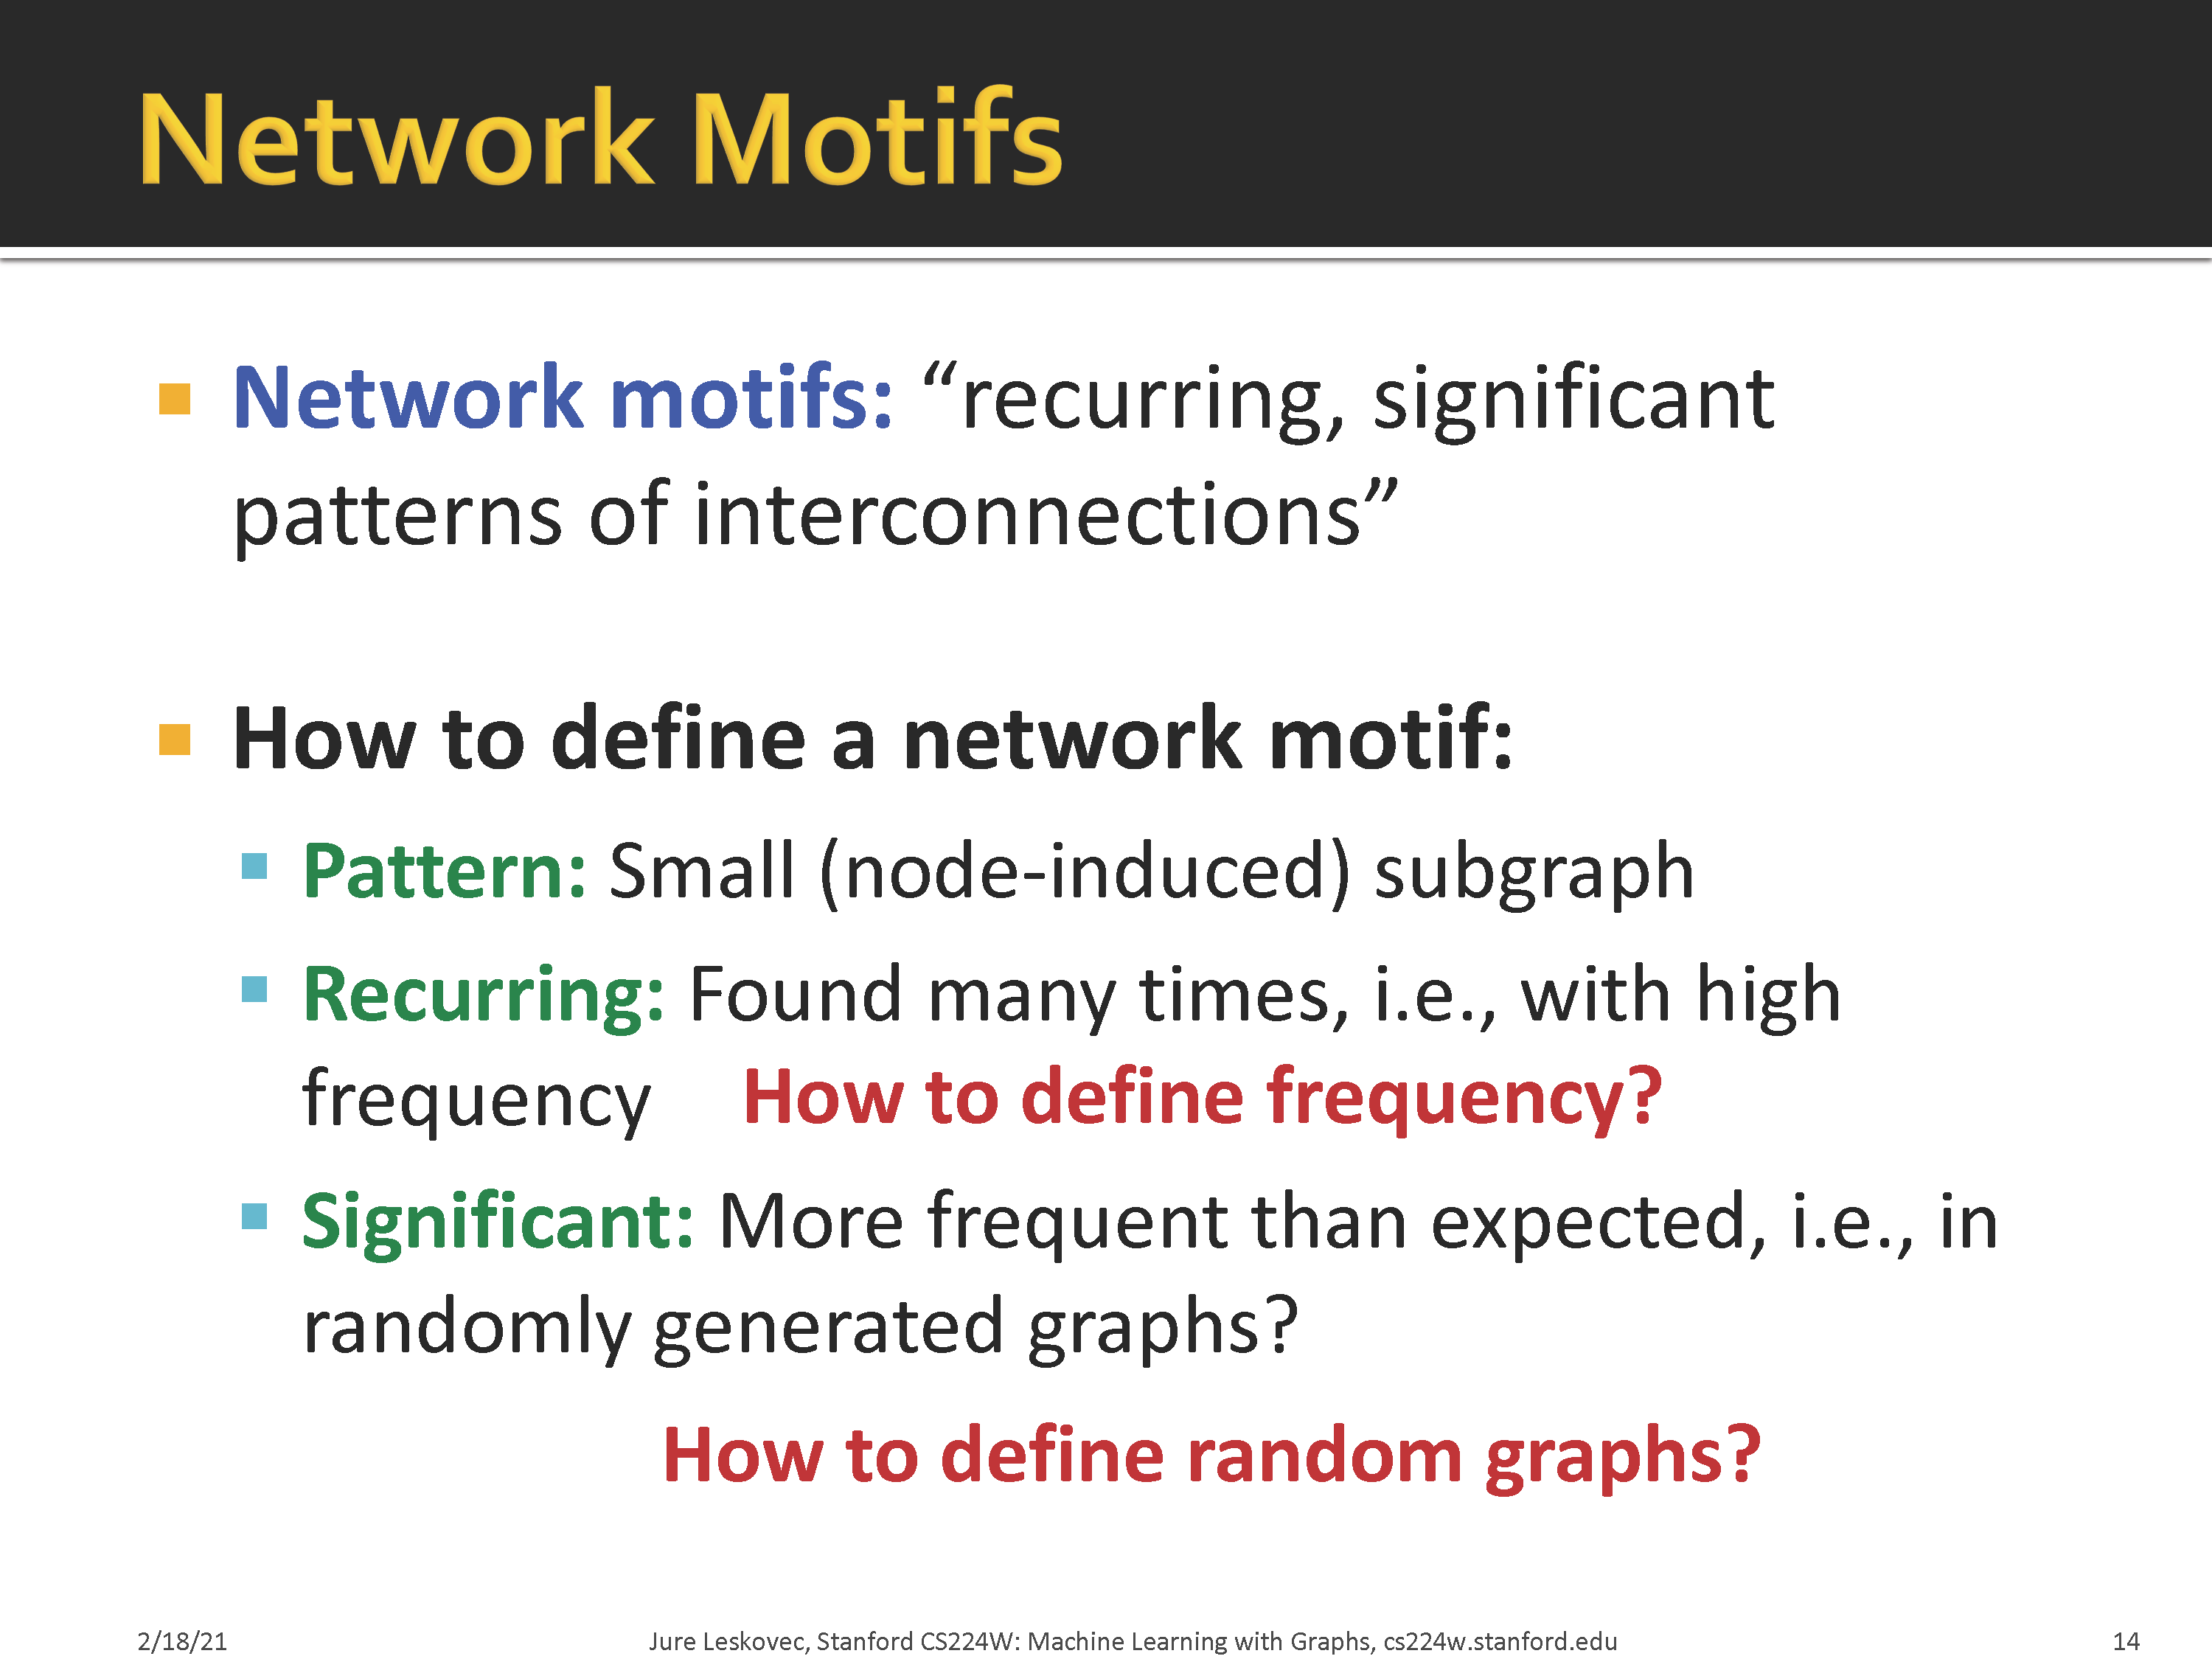 Network Motifs
Network motifs: “recurring, significant
patterns of interconnections”
How to define a network motif:
Pattern: Small (node-induced) subgraph
Recurring: Found many times, i.e., with high
frequency How to define frequency?
Significant: More frequent than expected, i.e., in
randomly generated graphs?
How to define random graphs?
2/18/21 Jure Leskovec, Stanford CS224W: Machine Learning with Graphs, cs224w.stanford.edu 14